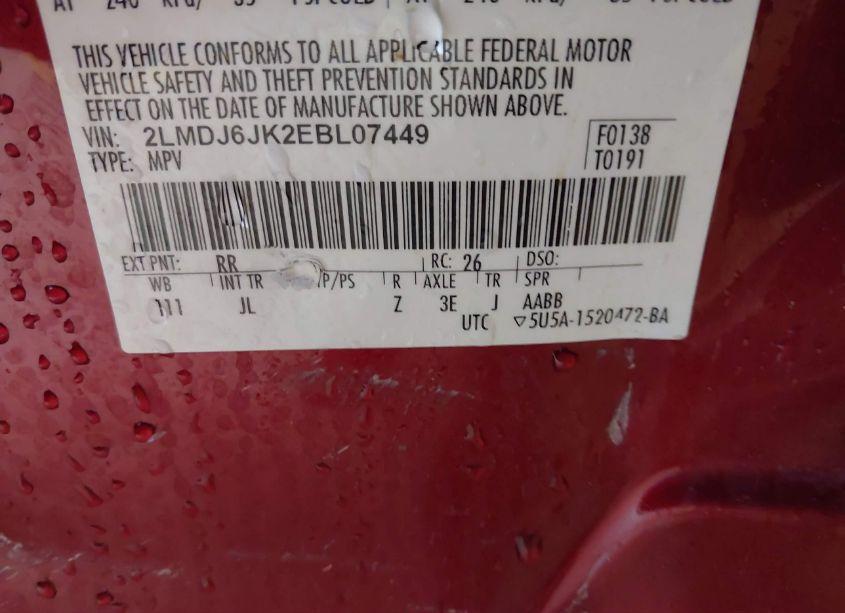 THIS VEHICLE CONFORMS TO ALL APPLICABLE FEDERAL MOTOR
VEHICLE SAFETY AND THEFT PREVENTION STANDARDS IN
EFFECT ON THE DATE OF MANUFACTURE SHOWN ABOVE.
VIN: 2LMDJ6JK2EBL07449 F0138
TYPE: MPV T0191
EXT PNT: RR RC: 26 DSO:
WB INT TR P/PS R AXLE TR SPR
111 JL Z 3E J AABB
UTC ▽5U5A-1520472-BA